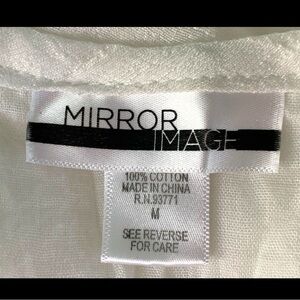 MIRROR
IMAGE
100% COTTON
MADE IN CHINA
R.N.93771
M
SEE REVERSE
FOR CARE